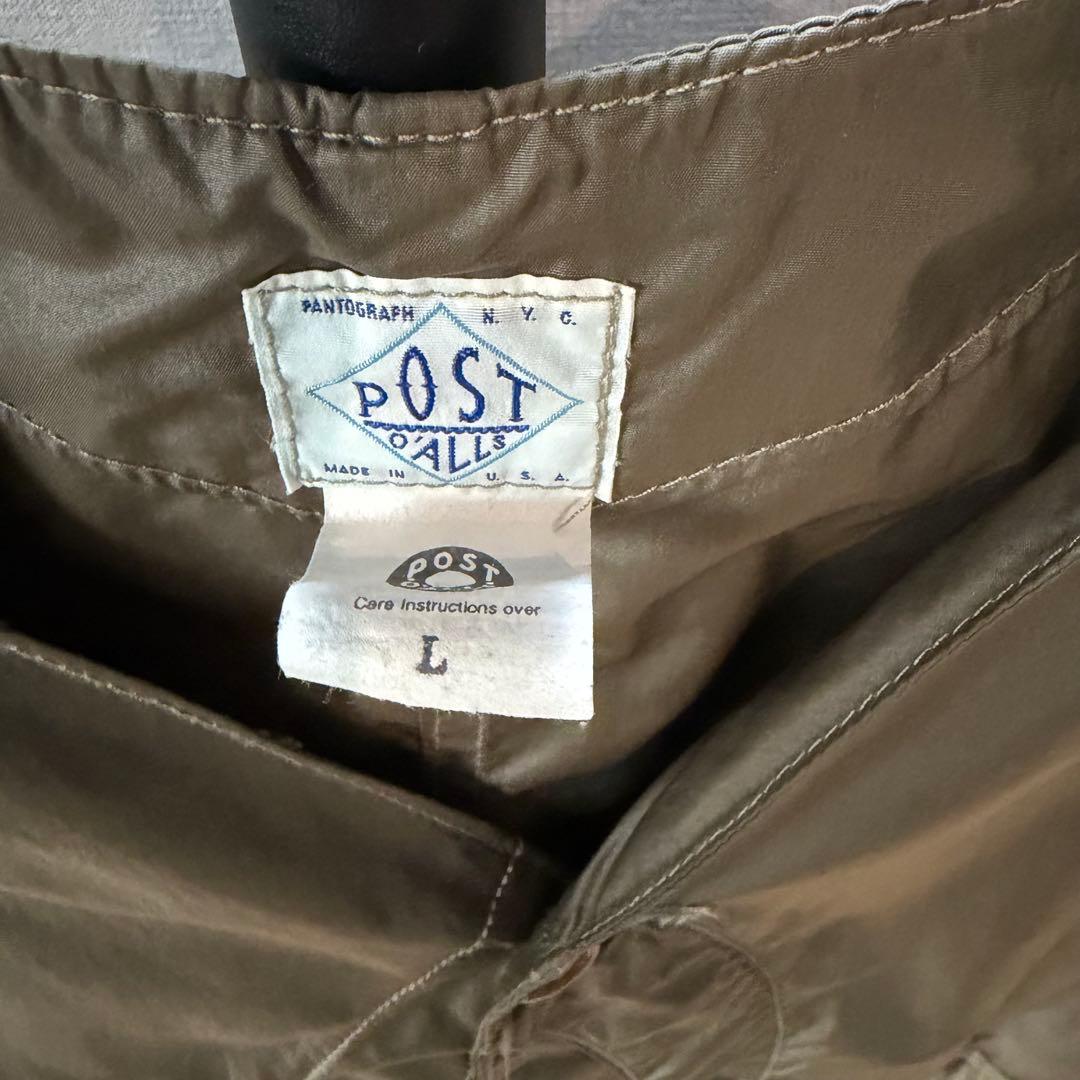 PANTOGRAPH N. Y. C.
POST
O'ALLS
MADE IN U. S. A.
POST
Care instructions over
L